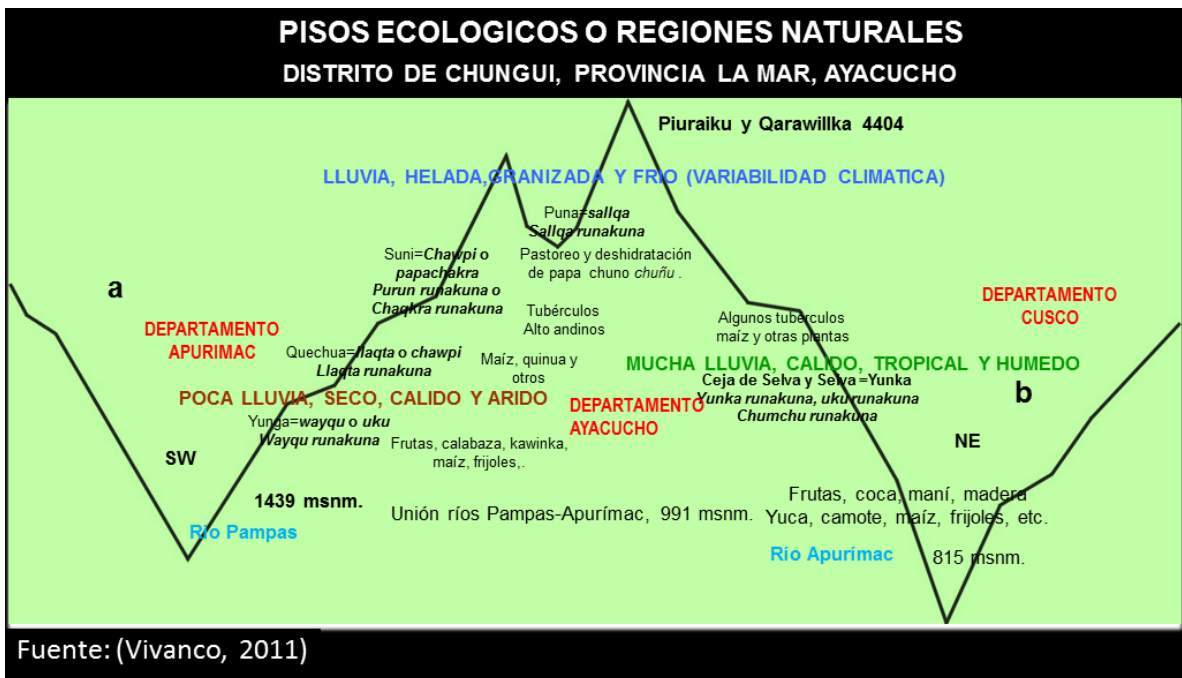 PISOS ECOLOGICOS O REGIONES NATURALES
DISTRITO DE CHUNGUI, PROVINCIA LA MAR, AYACUCHO
Piuraiku y Qarawillka 4404
LLUVIA, HELADA,GRANIZADA Y FRIO (VARIABILIDAD CLIMATICA)
Puna=sallqa
Sallqa runakuna
Pastoreo y deshidratación
de papa chuno chuñu .
Suni=Chawpi o
papachakra
Purun runakuna o
Chaqkra runakuna
a
DEPARTAMENTO
APURIMAC
Tubérculos
Alto andinos
Algunos tubérculos
maíz y otras plantas
DEPARTAMENTO
CUSCO
Quechua=llaqta o chawpi
Llaqta runakuna
Maíz, quinua y
otros
MUCHA LLUVIA, CALIDO, TROPICAL Y HUMEDO
POCA LLUVIA, SECO, CALIDO Y ARIDO
DEPARTAMENTO
AYACUCHO
Ceja de Selva y Selva =Yunka
Yunka runakuna, uku runakuna
Chumchu runakuna
b
Yunga=wayqu o uku
Wayqu runakuna
Frutas, calabaza, kawinka,
maíz, frijoles,.
SW
NE
1439 msnm.
Río Pampas
Unión ríos Pampas-Apurímac, 991 msnm.
Frutas, coca, maní, madera
Yuca, camote, maíz, frijoles, etc.
Río Apurímac
815 msnm.
Fuente: (Vivanco, 2011)